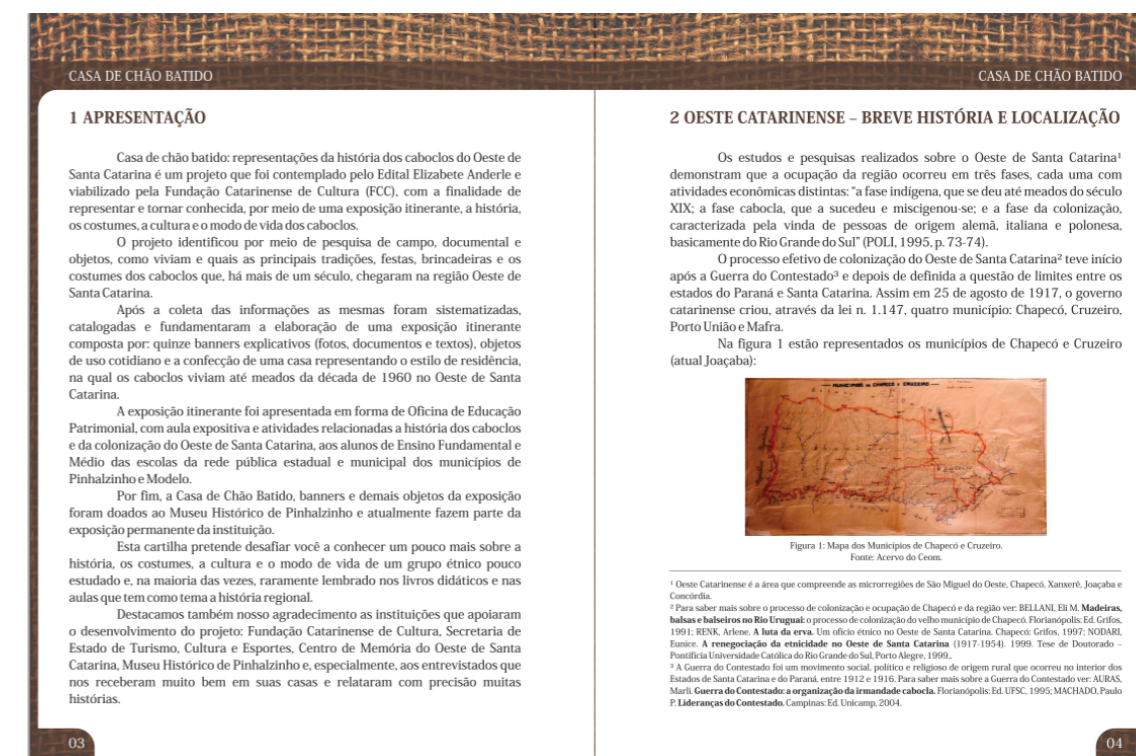 CASA DE CHÃO BATIDO
1 APRESENTAÇÃO
Casa de chão batido: representações da história dos caboclos do Oeste de
Santa Catarina é um projeto que foi contemplado pelo Edital Elizabete Anderle e
viabilizado pela Fundação Catarinense de Cultura (FCC), com a finalidade de
representar e tornar conhecida, por meio de uma exposição itinerante, a história,
os costumes, a cultura e o modo de vida dos caboclos.
O projeto identificou por meio de pesquisa de campo, documental e
objetos, como viviam e quais as principais tradições, festas, brincadeiras e os
costumes dos caboclos que, há mais de um século, chegaram na região Oeste de
Santa Catarina.
Após a coleta das informações as mesmas foram sistematizadas,
catalogadas e fundamentaram a elaboração de uma exposição itinerante
composta por: quinze banners explicativos (fotos, documentos e textos), objetos
de uso cotidiano e a confecção de uma casa representando o estilo de residência,
na qual os caboclos viviam até meados da década de 1960 no Oeste de Santa
Catarina.
A exposição itinerante foi apresentada em forma de Oficina de Educação
Patrimonial, com aula expositiva e atividades relacionadas a história dos caboclos
e da colonização do Oeste de Santa Catarina, aos alunos de Ensino Fundamental e
Médio das escolas da rede pública estadual e municipal dos municípios de
Pinhalzinho e Modelo.
Por fim, a Casa de Chão Batido, banners e demais objetos da exposição
foram doados ao Museu Histórico de Pinhalzinho e atualmente fazem parte da
exposição permanente da instituição.
Esta cartilha pretende desafiar você a conhecer um pouco mais sobre a
história, os costumes, a cultura e o modo de vida de um grupo étnico pouco
estudado e, na maioria das vezes, raramente lembrado nos livros didáticos e nas
aulas que tem como tema a história regional.
Destacamos também nosso agradecimento as instituições que apoiaram
o desenvolvimento do projeto: Fundação Catarinense de Cultura, Secretaria de
Estado de Turismo, Cultura e Esportes, Centro de Memória do Oeste de Santa
Catarina, Museu Histórico de Pinhalzinho e, especialmente, aos entrevistados que
nos receberam muito bem em suas casas e relataram com precisão muitas
histórias.
03
CASA DE CHÃO BATIDO
2 OESTE CATARINENSE – BREVE HISTÓRIA E LOCALIZAÇÃO
Os estudos e pesquisas realizados sobre o Oeste de Santa Catarina¹
demonstram que a ocupação da região ocorreu em três fases, cada uma com
atividades econômicas distintas: "a fase indígena, que se deu até meados do século
XIX; a fase cabocla, que a sucedeu e miscigenou-se; e a fase da colonização,
caracterizada pela vinda de pessoas de origem alemã, italiana e polonesa,
basicamente do Rio Grande do Sul" (POLI, 1995, p. 73-74).
O processo efetivo de colonização do Oeste de Santa Catarina² teve início
após a Guerra do Contestado³ e depois de definida a questão de limites entre os
estados do Paraná e Santa Catarina. Assim em 25 de agosto de 1917, o governo
catarinense criou, através da lei n. 1.147, quatro município: Chapecó, Cruzeiro,
Porto União e Mafra.
Na figura 1 estão representados os municípios de Chapecó e Cruzeiro
(atual Joaçaba):
MUNICIPIOS DE CHAPECÓ E CRUZEIRO
Figura 1: Mapa dos Municípios de Chapecó e Cruzeiro.
Fonte: Acervo do Ceom.
¹ Oeste Catarinense é a área que compreende as microrregiões de São Miguel do Oeste, Chapecó, Xanxerê, Joaçaba e
Concórdia.
² Para saber mais sobre o processo de colonização e ocupação de Chapecó e da região ver: BELLANI, Eli M. Madeiras,
balsas e balseiros no Rio Uruguai: o processo de colonização do velho município de Chapecó. Florianópolis: Ed. Grifos,
1991; RENK, Arlene. A luta da erva. Um ofício étnico no Oeste de Santa Catarina. Chapecó: Grifos, 1997; NODARI,
Eunice. A renegociação da etnicidade no Oeste de Santa Catarina (1917-1954). 1999. Tese de Doutorado –
Pontifícia Universidade Católica do Rio Grande do Sul, Porto Alegre, 1999,.
³ A Guerra do Contestado foi um movimento social, político e religioso de origem rural que ocorreu no interior dos
Estados de Santa Catarina e do Paraná, entre 1912 e 1916. Para saber mais sobre a Guerra do Contestado ver: AURAS,
Marli. Guerra do Contestado: a organização da irmandade cabocla. Florianópolis: Ed. UFSC, 1995; MACHADO, Paulo
P. Lideranças do Contestado. Campinas: Ed. Unicamp, 2004.
04